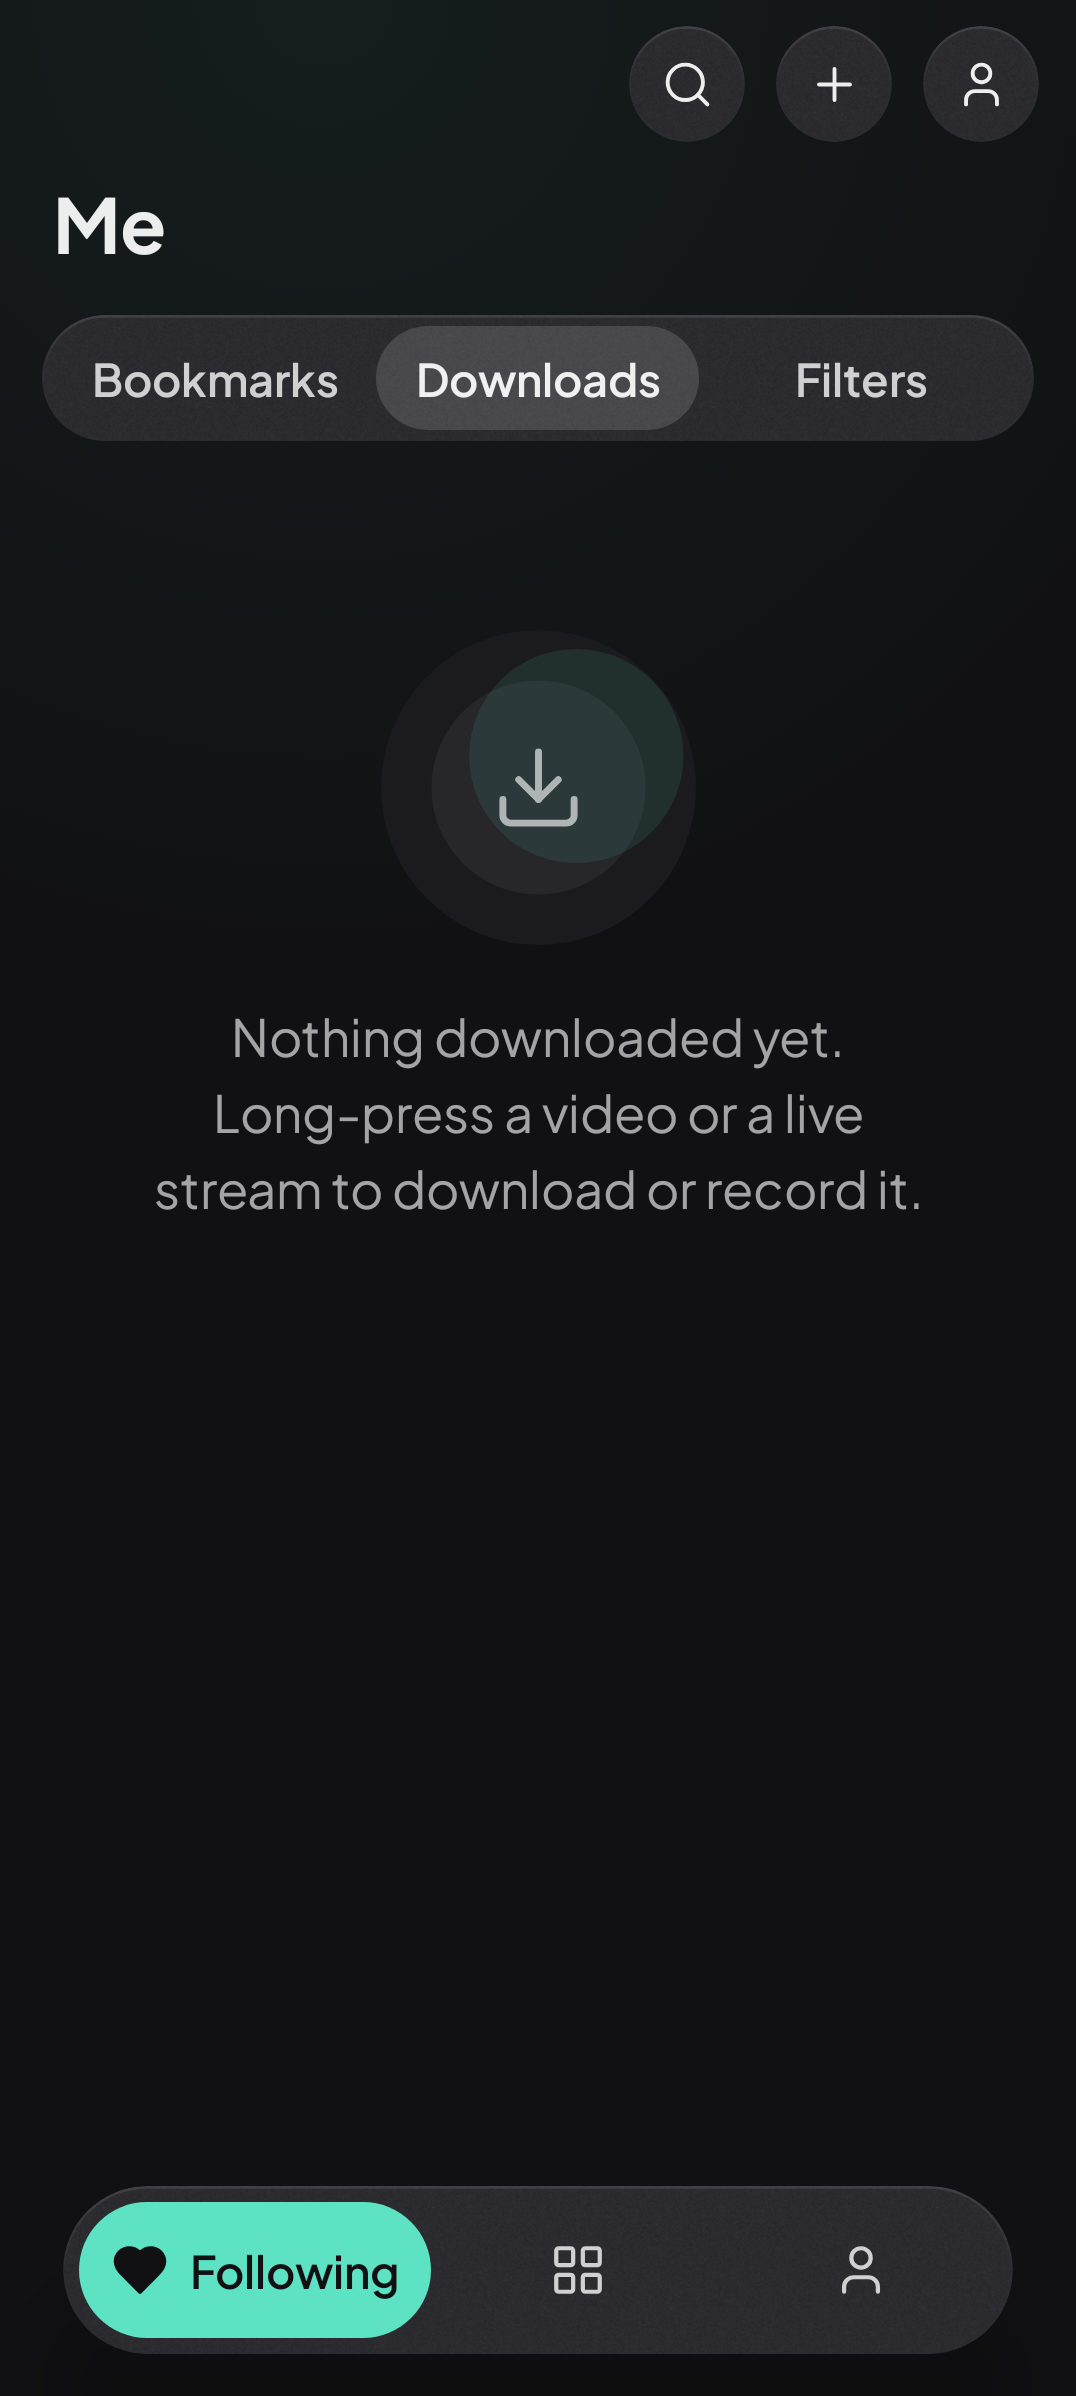 Me
Bookmarks
Downloads
Filters
Nothing downloaded yet.
Long-press a video or a live
stream to download or record it.
Following